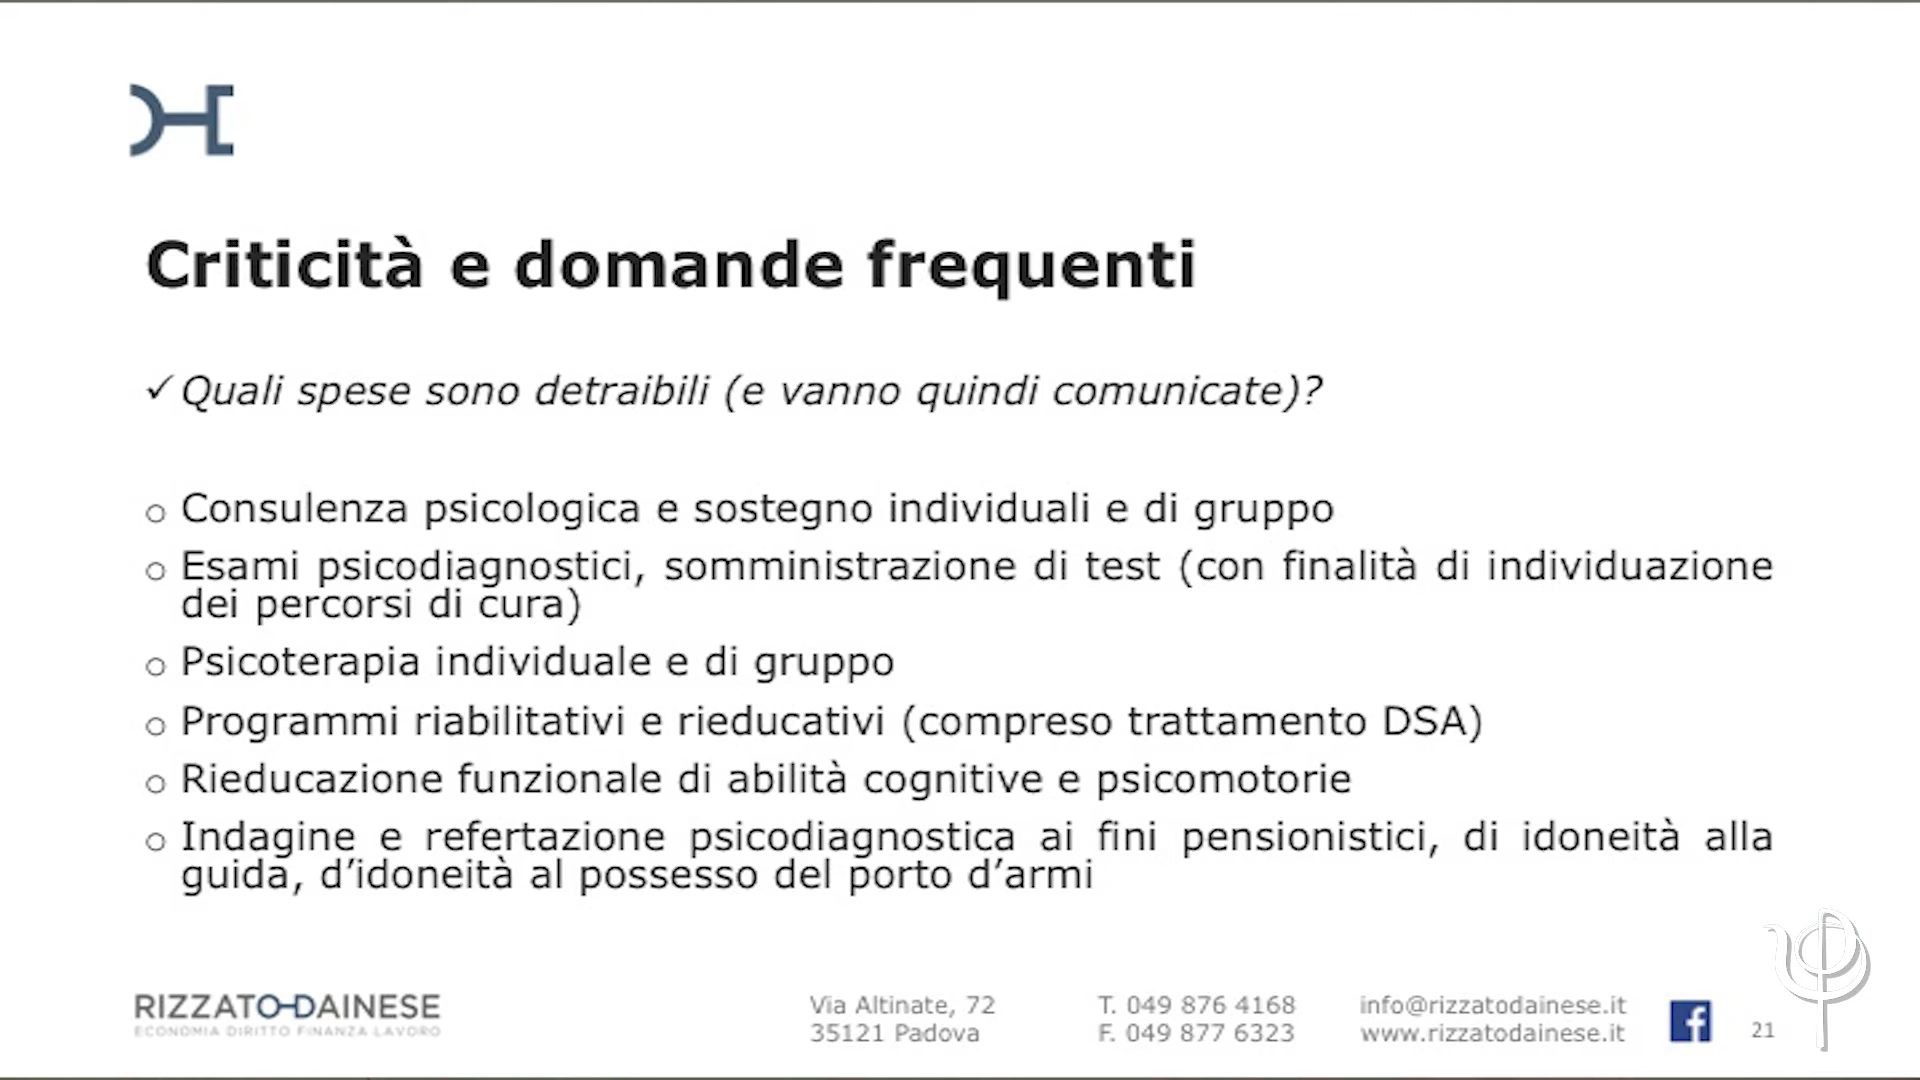 Criticità e domande frequenti
✓ Quali spese sono detraibili (e vanno quindi comunicate)?
o Consulenza psicologica e sostegno individuali e di gruppo
o Esami psicodiagnostici, somministrazione di test (con finalità di individuazione
dei percorsi di cura)
o Psicoterapia individuale e di gruppo
o Programmi riabilitativi e rieducativi (compreso trattamento DSA)
o Rieducazione funzionale di abilità cognitive e psicomotorie
o Indagine e refertazione psicodiagnostica ai fini pensionistici, di idoneità alla
guida, d’idoneità al possesso del porto d’armi
RIZZATO-DAINESE
ECONOMIA DIRITTO FINANZA LAVORO
Via Altinate, 72
35121 Padova
T. 049 876 4168
F. 049 877 6323
info@rizzatodainese.it
www.rizzatodainese.it
f
21